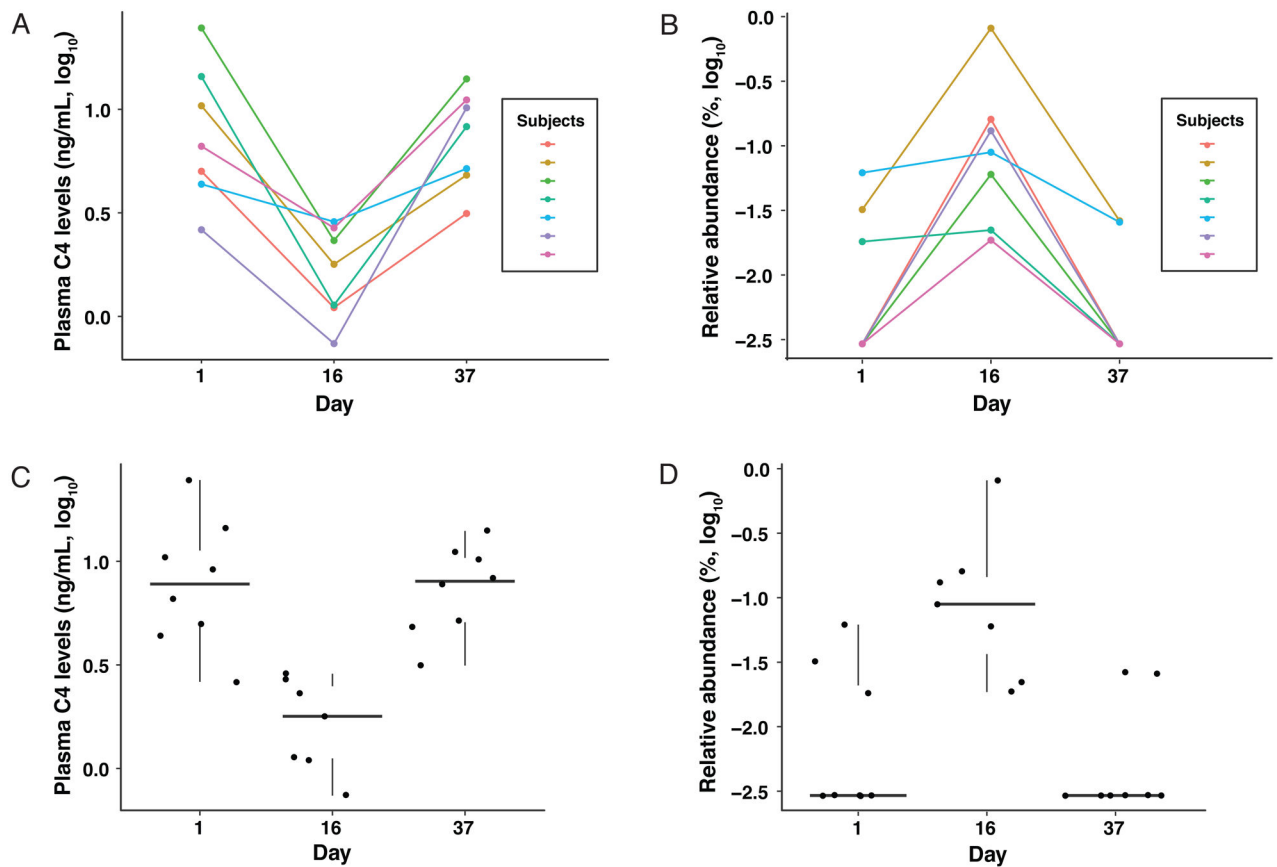 A
Plasma C4 levels (ng/mL, log₁₀)
1.0
0.5
0.0
1 16 37
Day
Subjects
B
Relative abundance (%, log₁₀)
0.0
−0.5
−1.0
−1.5
−2.0
−2.5
1 16 37
Day
Subjects
C
Plasma C4 levels (ng/mL, log₁₀)
1.0
0.5
0.0
1 16 37
Day
D
Relative abundance (%, log₁₀)
0.0
−0.5
−1.0
−1.5
−2.0
−2.5
1 16 37
Day